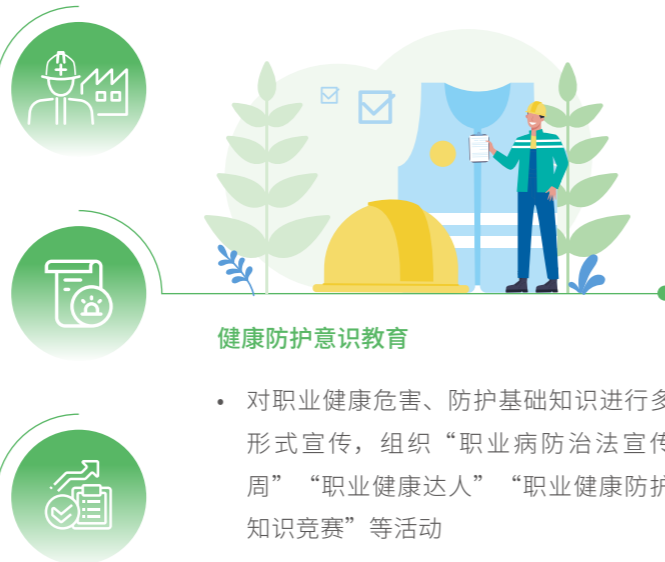 健康防护意识教育
• 对职业健康危害、防护基础知识进行多
形式宣传，组织“职业病防治法宣传
周”“职业健康达人”“职业健康防护
知识竞赛”等活动